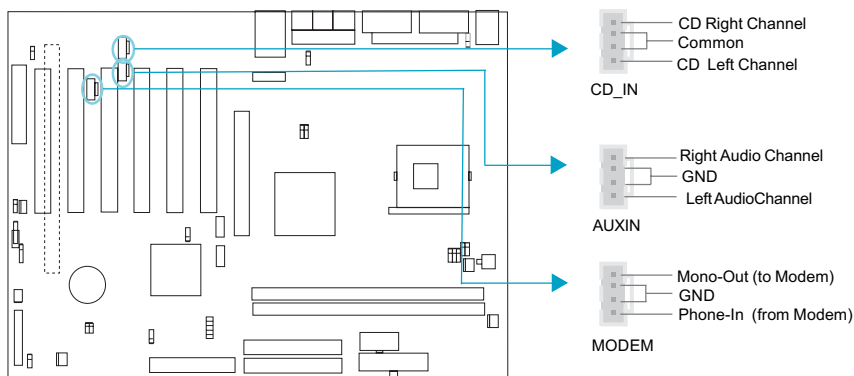 CD Right Channel
Common
CD Left Channel
CD_IN
Right Audio Channel
GND
Left AudioChannel
AUXIN
Mono-Out (to Modem)
GND
Phone-In (from Modem)
MODEM